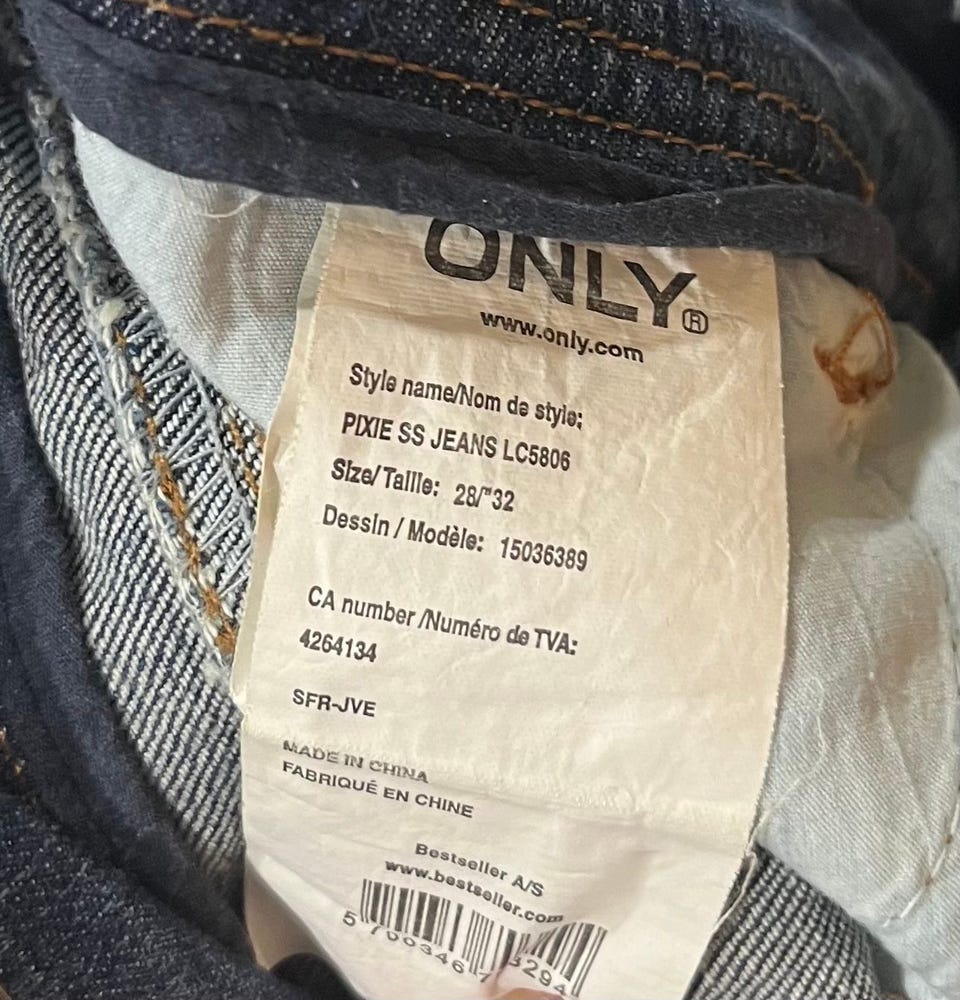 ONLY®
www.only.com
Style name/Nom de style:
PIXIE SS JEANS LC5806
Size/Taille: 28/"32
Dessin / Modèle: 15036389
CA number /Numéro de TVA:
4264134
SFR-JVE
MADE IN CHINA
FABRIQUÉ EN CHINE
Bestseller A/S
www.bestseller.com
5 700346